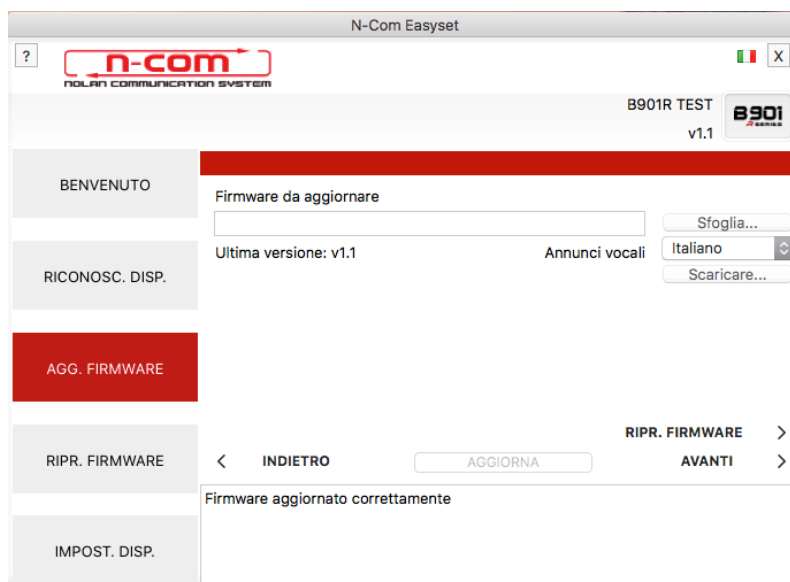 N-Com Easyset
?
n-com
NOLAN COMMUNICATION SYSTEM
X
B901R TEST
v1.1
B901
R SERIES
BENVENUTO
RICONOSC. DISP.
AGG. FIRMWARE
RIPR. FIRMWARE
IMPOST. DISP.
Firmware da aggiornare
Sfoglia...
Ultima versione: v1.1
Annunci vocali
Italiano
Scaricare...
RIPR. FIRMWARE >
< INDIETRO
AGGIORNA
AVANTI >
Firmware aggiornato correttamente